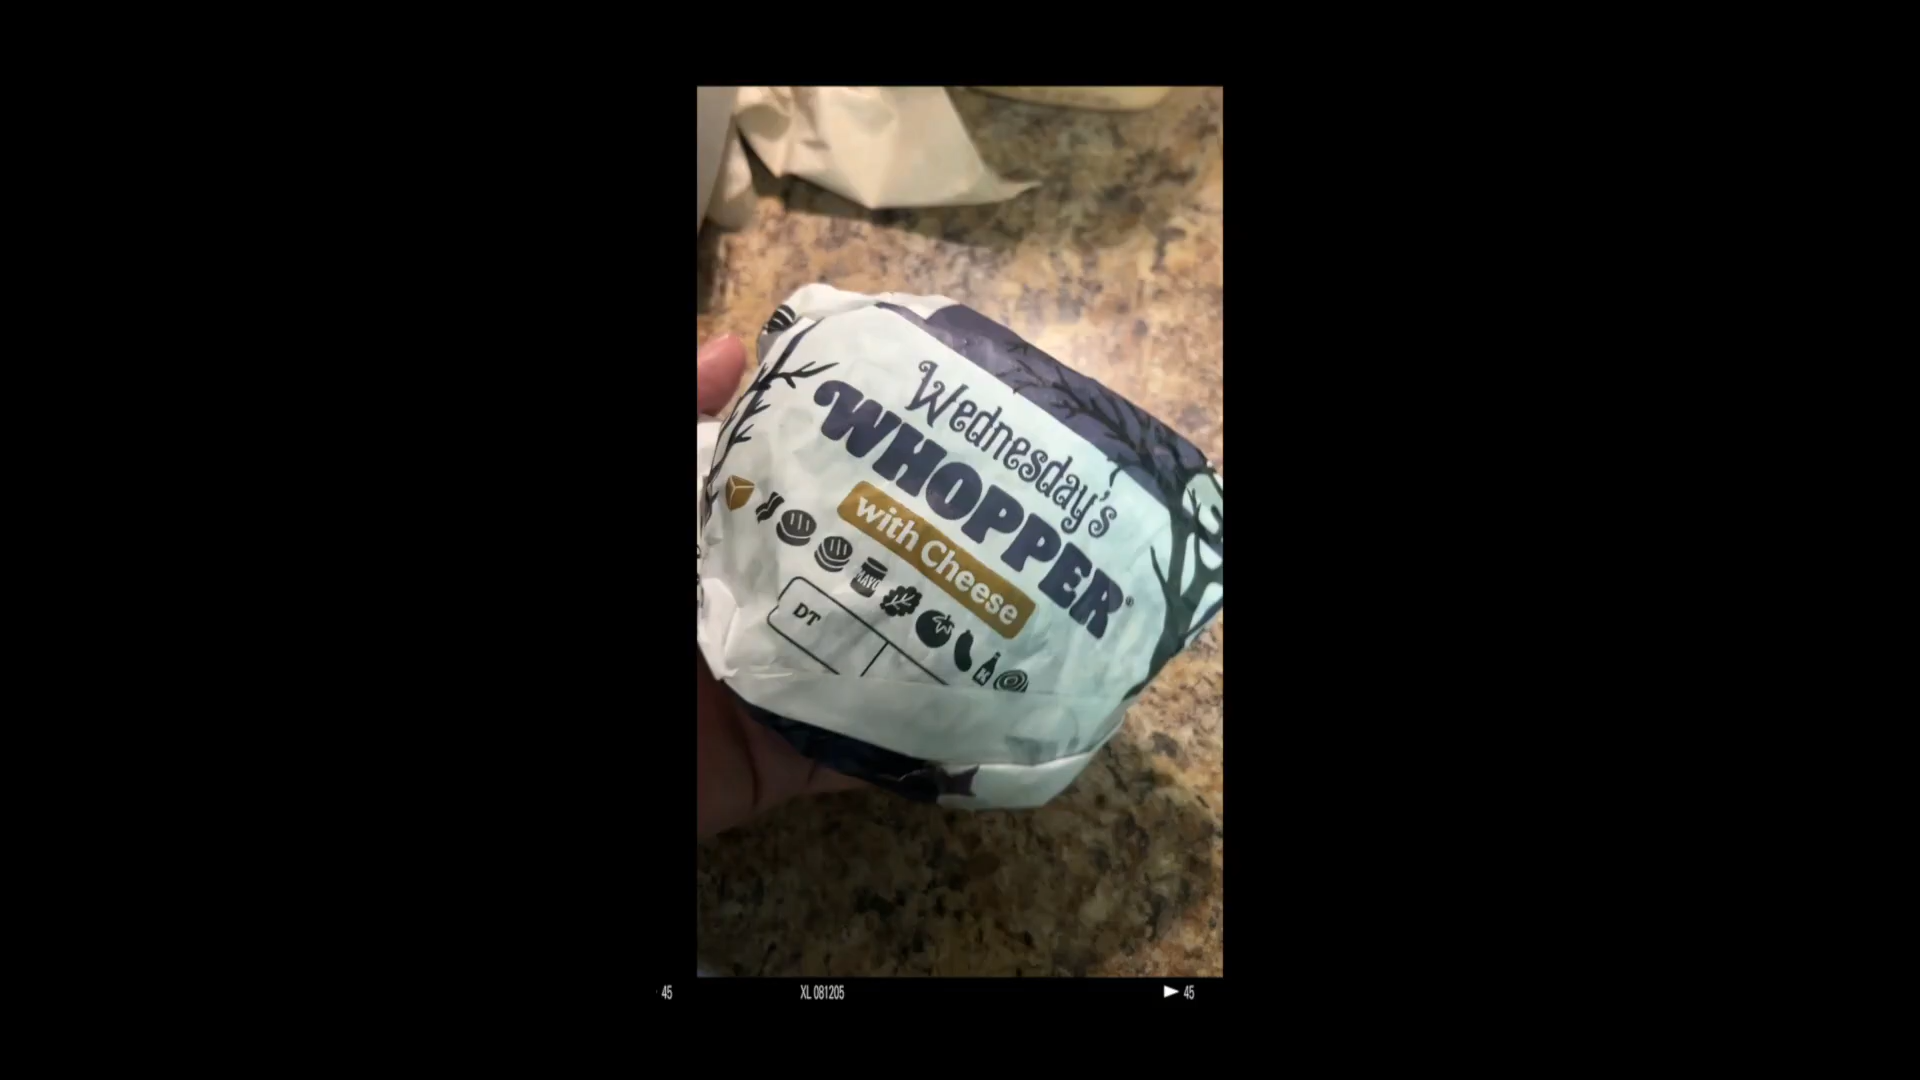 Wednesday's
WHOPPER®
with Cheese
MAYO
K
DT
45
XL 081205
45